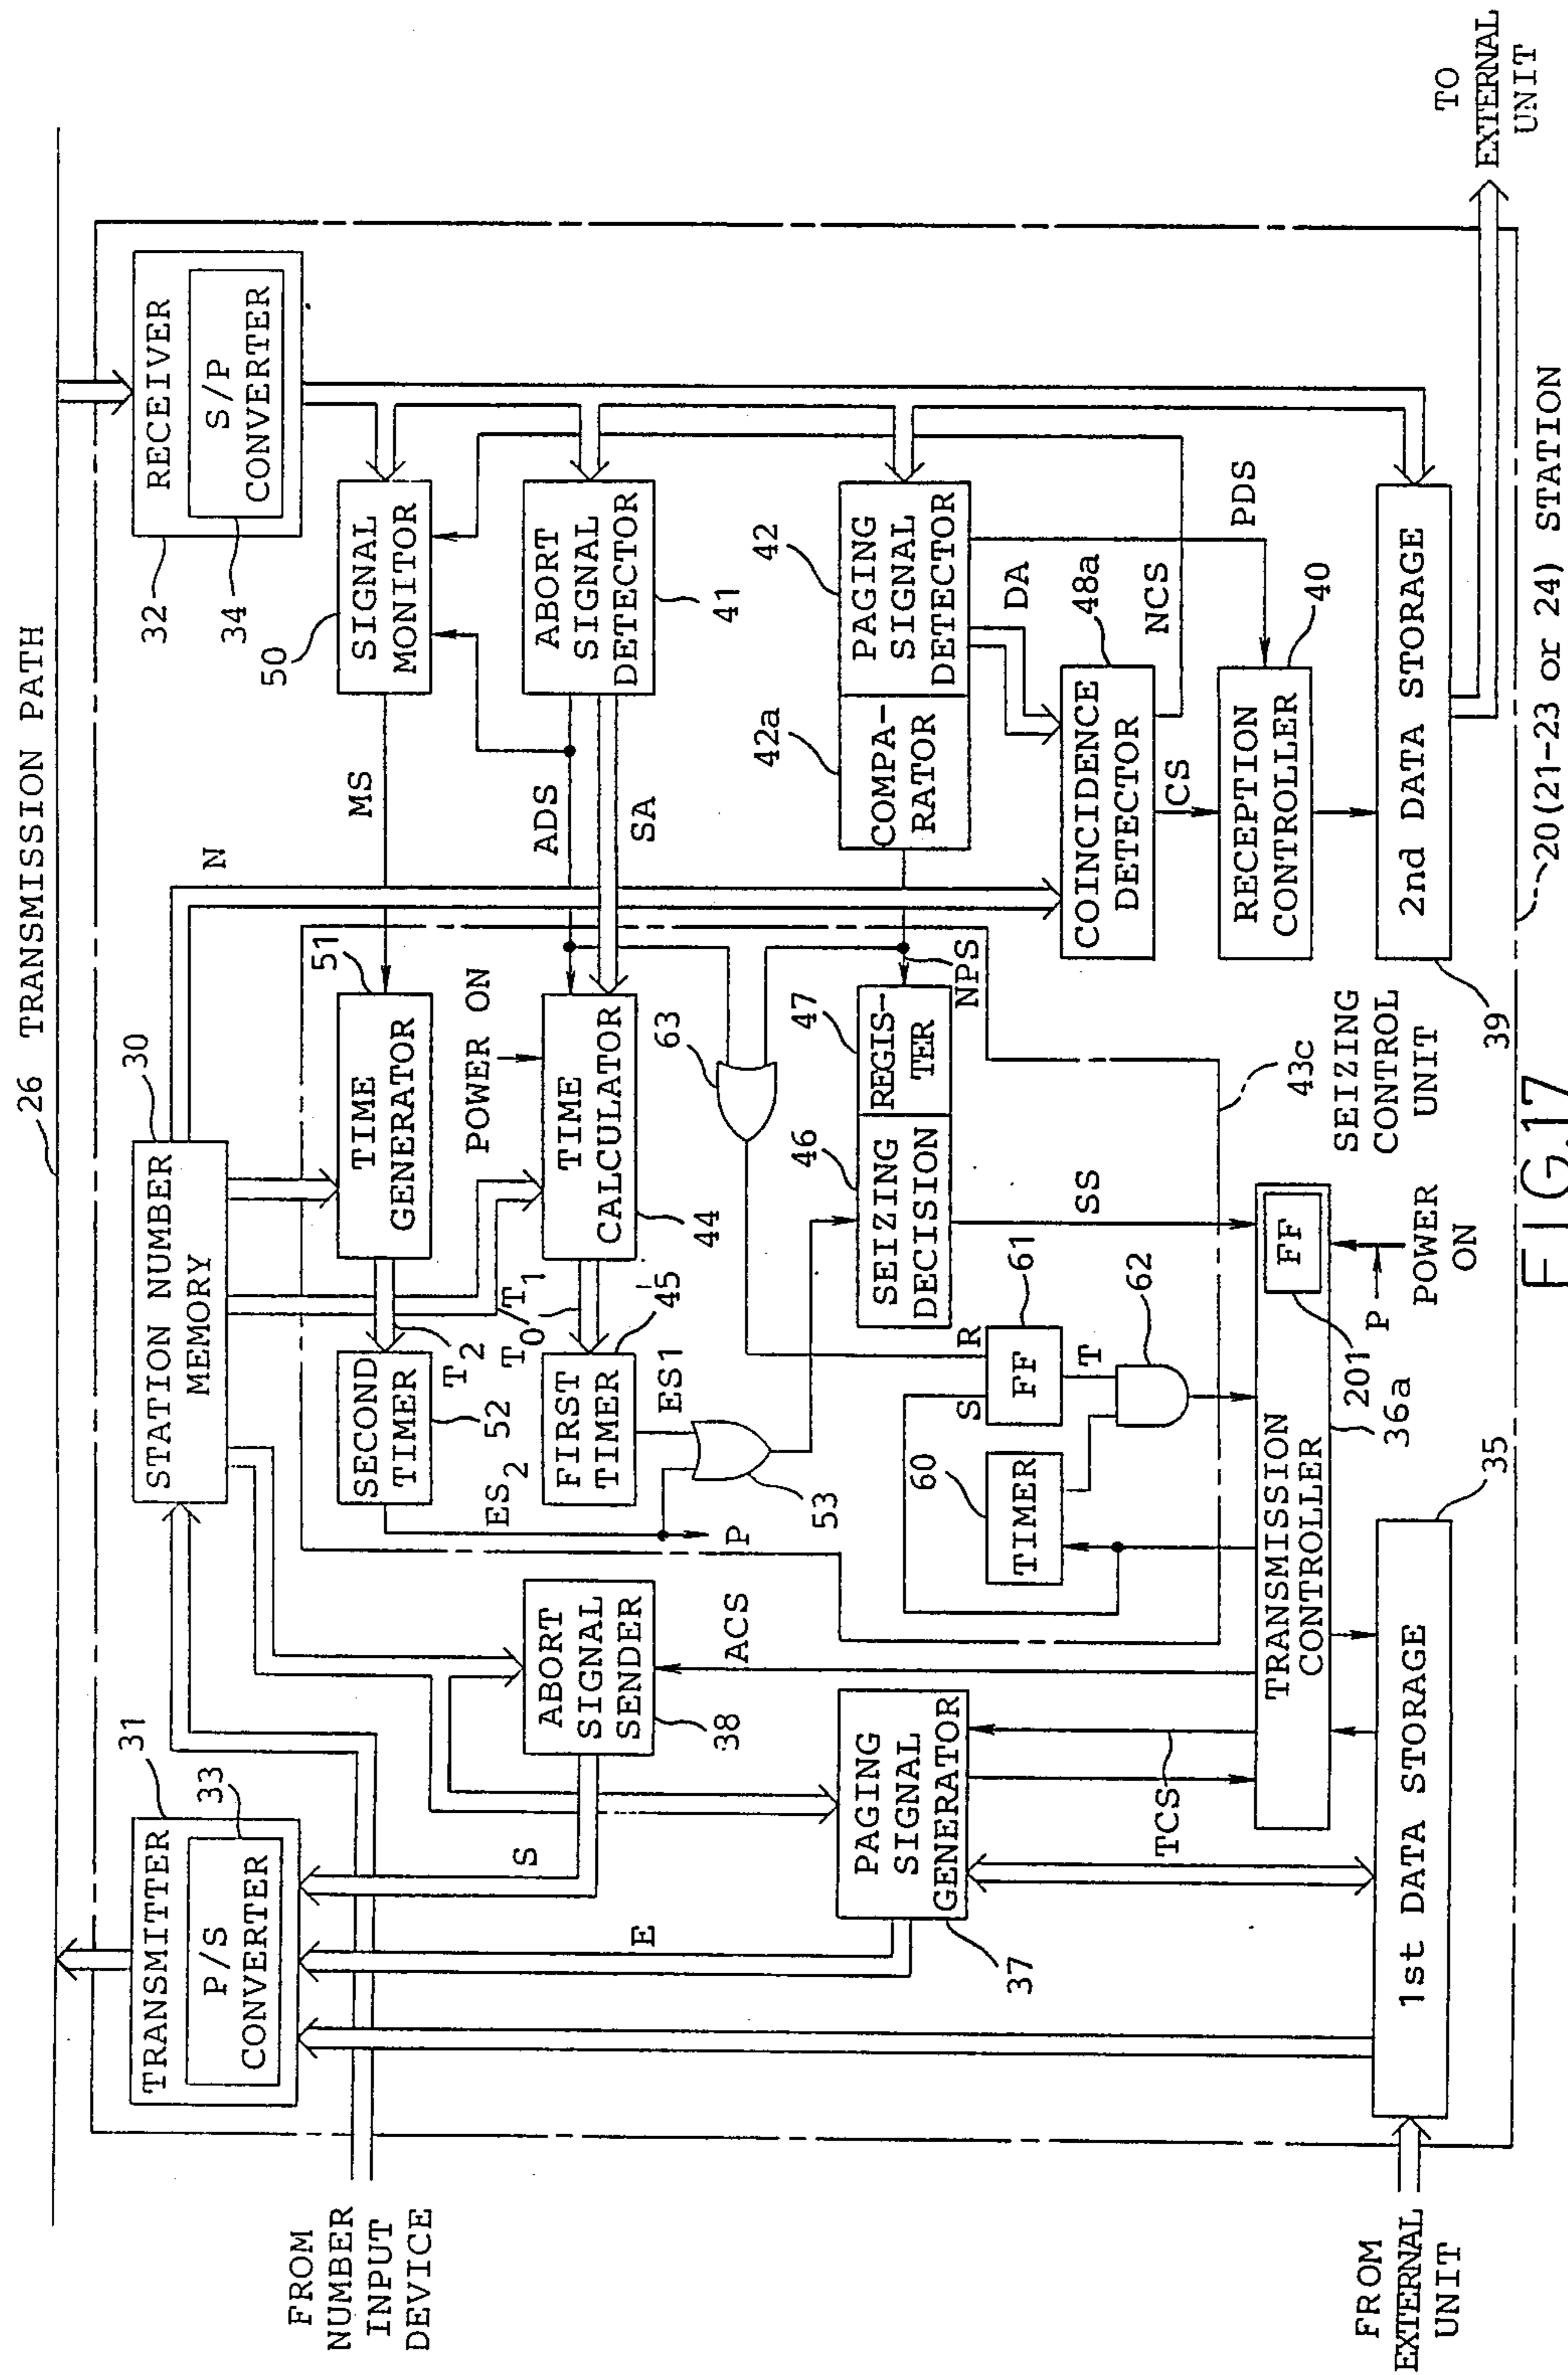 26 TRANSMISSION PATH
31
TRANSMITTER
33
P/S
CONVERTER
30
STATION NUMBER
MEMORY
N
RECEIVER
32
S/P
CONVERTER
34
FROM
NUMBER
INPUT
DEVICE
SECOND
TIMER
52
T2
TIME
GENERATOR
51
MS
50
SIGNAL
MONITOR
ES2
P
S
ABORT
SIGNAL
SENDER
38
FIRST
TIMER
45
T0/T1
ES1
POWER ON
TIME
CALCULATOR
44
ADS
SA
ABORT
SIGNAL
DETECTOR
41
E
53
63
ACS
PAGING
SIGNAL
GENERATOR
37
46
SEIZING
DECISION
47
REGIS-
TER
NPS
42a
COMPA-
RATOR
42
PAGING
SIGNAL
DETECTOR
60
TIMER
S
R
FF
61
T
62
SS
DA
COINCIDENCE
DETECTOR
48a
NCS
PDS
CS
TCS
TRANSMISSION
CONTROLLER
36a
FF
201
P
POWER
ON
43c
SEIZING
CONTROL
UNIT
RECEPTION
CONTROLLER
40
1st DATA STORAGE
35
2nd DATA STORAGE
39
FROM
EXTERNAL
UNIT
TO
EXTERNAL
UNIT
20(21-23 or 24) STATION
FIG.17